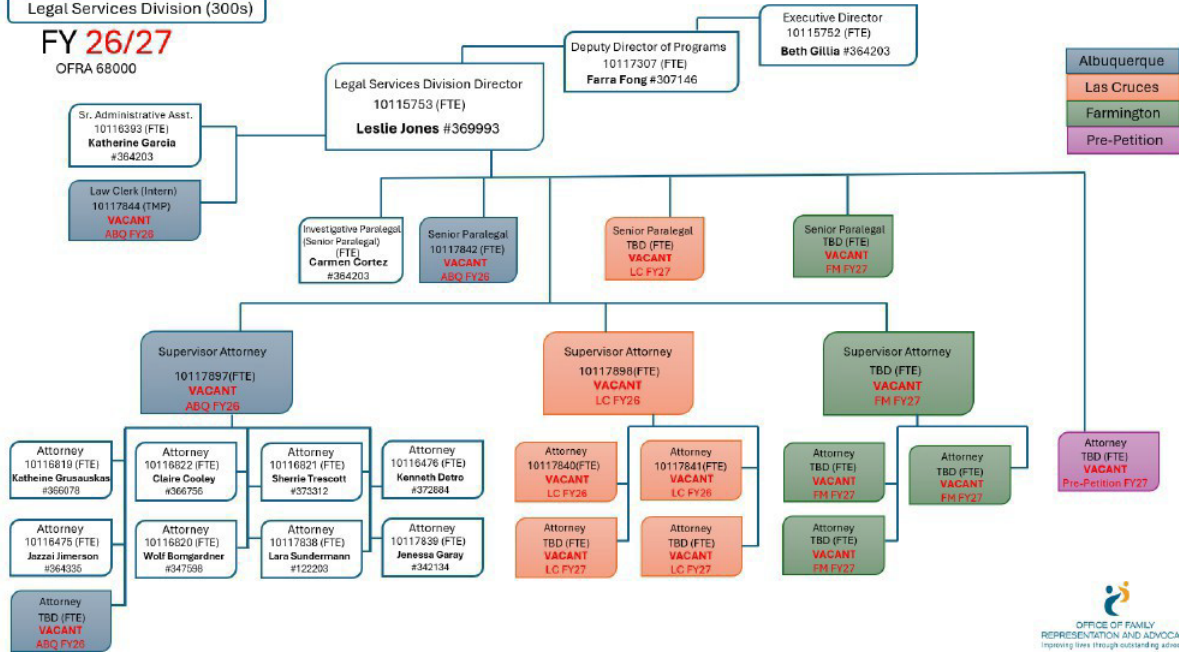 Legal Services Division (300s)
FY 26/27
OFRA 68000
Executive Director
10115752 (FTE)
Beth Gillia #364203
Deputy Director of Programs
10117307 (FTE)
Farra Fong #307146
Legal Services Division Director
10115753 (FTE)
Leslie Jones #369993
Albuquerque
Las Cruces
Farmington
Pre-Petition
Sr. Administrative Asst.
10116393 (FTE)
Katherine Garcia
#364203
Law Clerk (Intern)
10117844 (TMP)
VACANT
ABQ FY26
Investigative Paralegal
(Senior Paralegal)
(FTE)
Carmen Cortez
#364203
Senior Paralegal
10117842 (FTE)
VACANT
ABQ FY26
Senior Paralegal
TBD (FTE)
VACANT
LC FY27
Senior Paralegal
TBD (FTE)
VACANT
FM FY27
Supervisor Attorney
10117897(FTE)
VACANT
ABQ FY26
Supervisor Attorney
10117898(FTE)
VACANT
LC FY26
Supervisor Attorney
TBD (FTE)
VACANT
FM FY27
Attorney
10116819 (FTE)
Katheine Grusauskas
#366078
Attorney
10116822 (FTE)
Claire Cooley
#366756
Attorney
10116821 (FTE)
Sherrie Trescott
#373312
Attorney
10116476 (FTE)
Kenneth Detro
#372884
Attorney
10117840(FTE)
VACANT
LC FY26
Attorney
10117841(FTE)
VACANT
LC FY26
Attorney
TBD (FTE)
VACANT
FM FY27
Attorney
TBD (FTE)
VACANT
FM FY27
Attorney
TBD (FTE)
VACANT
Pre-Petition FY27
Attorney
10116475 (FTE)
Jazzai Jimerson
#364335
Attorney
10116820 (FTE)
Wolf Bomgardner
#347598
Attorney
10117838 (FTE)
Lara Sundermann
#122203
Attorney
10117839 (FTE)
Jenessa Garay
#342134
Attorney
TBD (FTE)
VACANT
LC FY27
Attorney
TBD (FTE)
VACANT
LC FY27
Attorney
TBD (FTE)
VACANT
FM FY27
Attorney
TBD (FTE)
VACANT
ABQ FY26
OFFICE OF FAMILY
REPRESENTATION AND ADVOCA
Improving lives through outstanding advoc